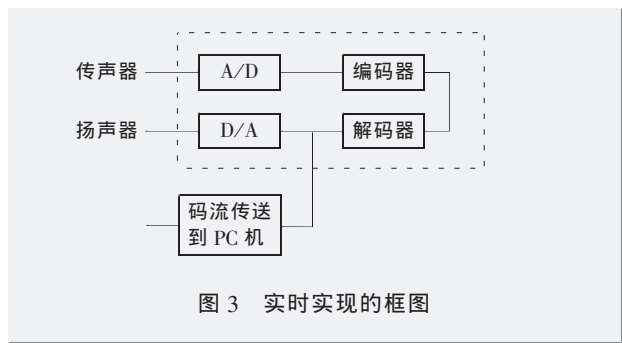 传声器 A/D 编码器
扬声器 D/A 解码器
码流传送
到 PC 机
图 3 实时实现的框图